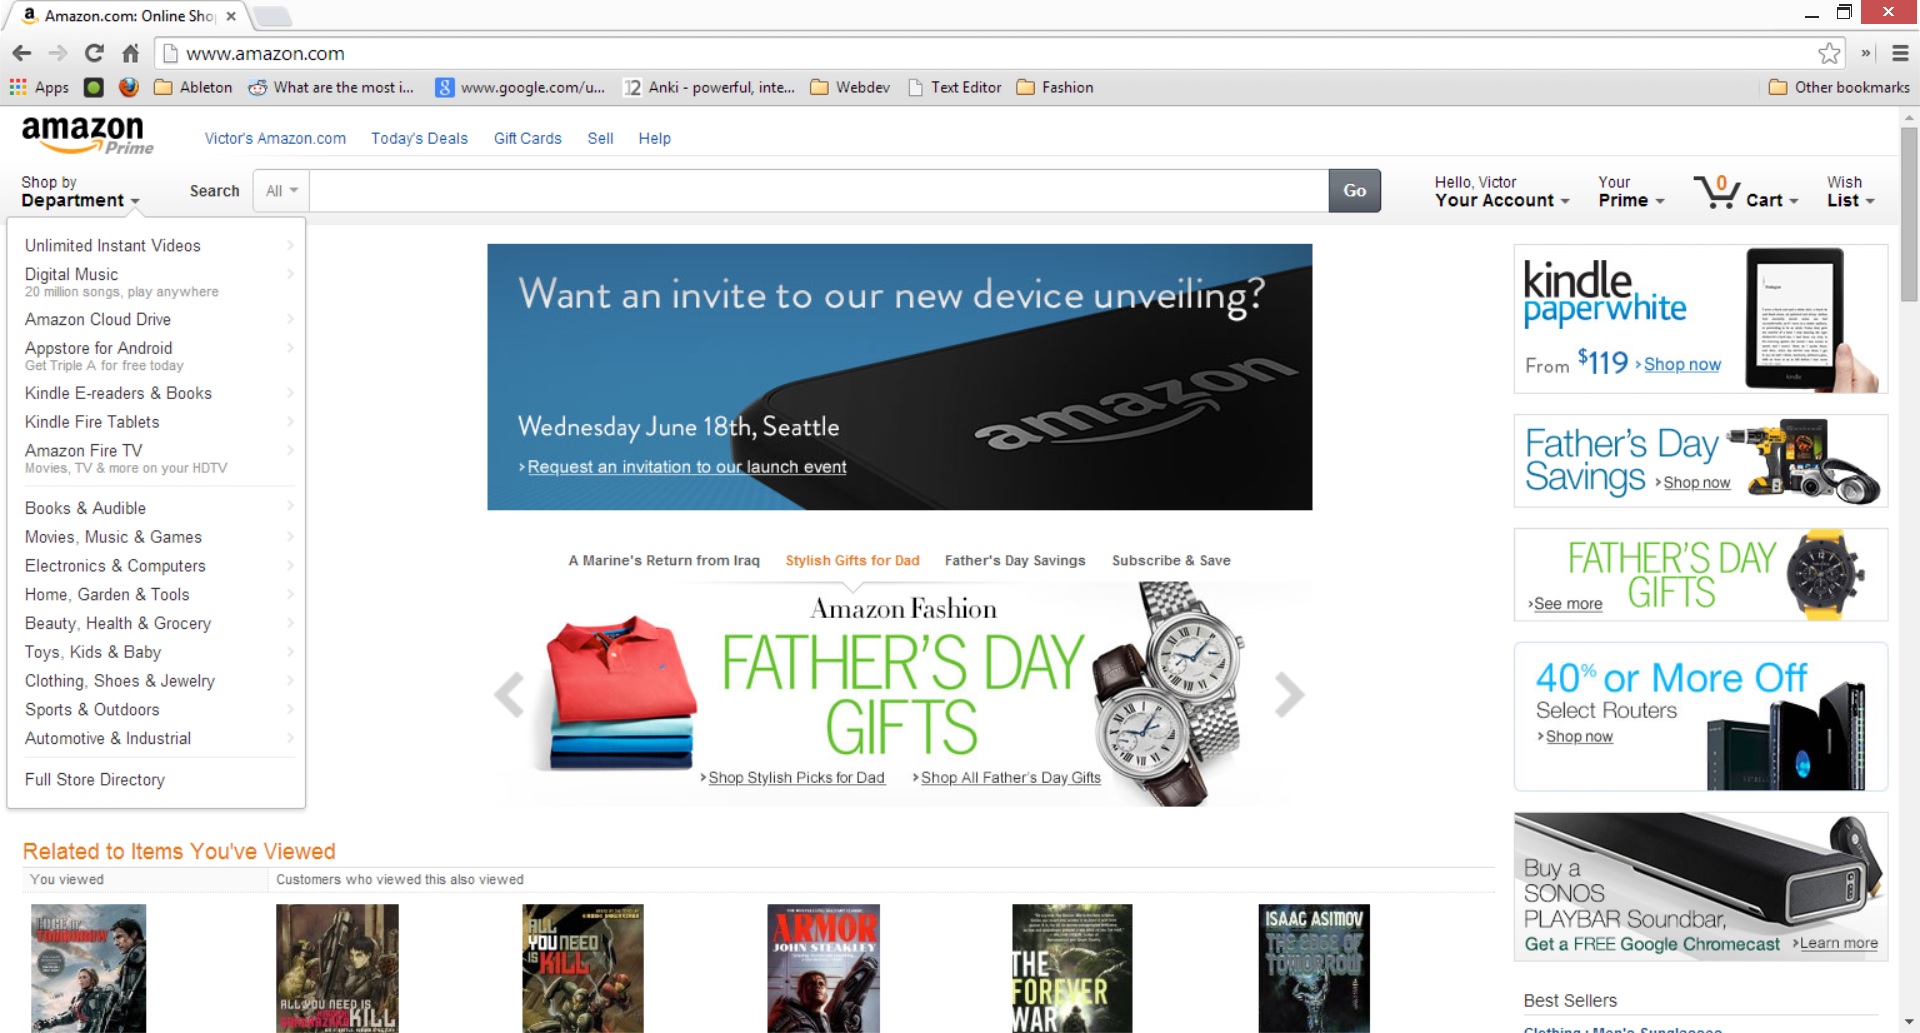 Amazon.com: Online Sho
www.amazon.com
Apps
Ableton
What are the most i...
www.google.com/u...
12 Anki - powerful, inte...
Webdev
Text Editor
Fashion
Other bookmarks
amazon
Prime
Victor's Amazon.com
Today's Deals
Gift Cards
Sell
Help
Shop by
Department
Search
All
Go
Hello, Victor
Your Account
Your
Prime
0
Cart
Wish
List
Unlimited Instant Videos
Digital Music
20 million songs, play anywhere
Amazon Cloud Drive
Appstore for Android
Get Triple A for free today
Kindle E-readers & Books
Kindle Fire Tablets
Amazon Fire TV
Movies, TV & more on your HDTV
Books & Audible
Movies, Music & Games
Electronics & Computers
Home, Garden & Tools
Beauty, Health & Grocery
Toys, Kids & Baby
Clothing, Shoes & Jewelry
Sports & Outdoors
Automotive & Industrial
Full Store Directory
Want an invite to our new device unveiling?
amazon
Wednesday June 18th, Seattle
Request an invitation to our launch event
A Marine's Return from Iraq
Stylish Gifts for Dad
Father's Day Savings
Subscribe & Save
Amazon Fashion
FATHER'S DAY
GIFTS
Shop Stylish Picks for Dad
Shop All Father's Day Gifts
kindle
paperwhite
From $119 Shop now
kindle
Father's Day
Savings Shop now
FATHER'S DAY
GIFTS
See more
40% or More Off
Select Routers
Shop now
Buy a
SONOS
PLAYBAR Soundbar,
Get a FREE Google Chromecast Learn more
Best Sellers
Clothing : Men's Sunglasses
Related to Items You've Viewed
You viewed
Customers who viewed this also viewed
EDGE OF
TOMORROW
ALL YOU NEED IS
KILL
ALL
YOU NEED
IS KILL
ARMOR
JOHN STEAKLEY
THE
FOREVER
WAR
ISAAC ASIMOV
THE EDGE OF
TOMORROW